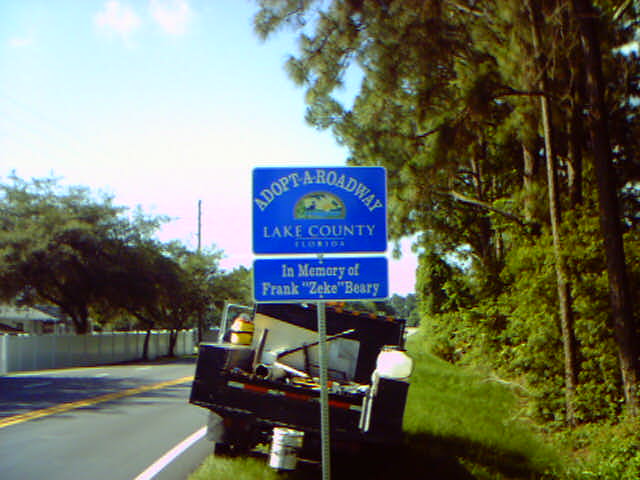 ADOPT-A-ROADWAY
LAKE COUNTY
FLORIDA
In Memory of
Frank "Zeke" Beary